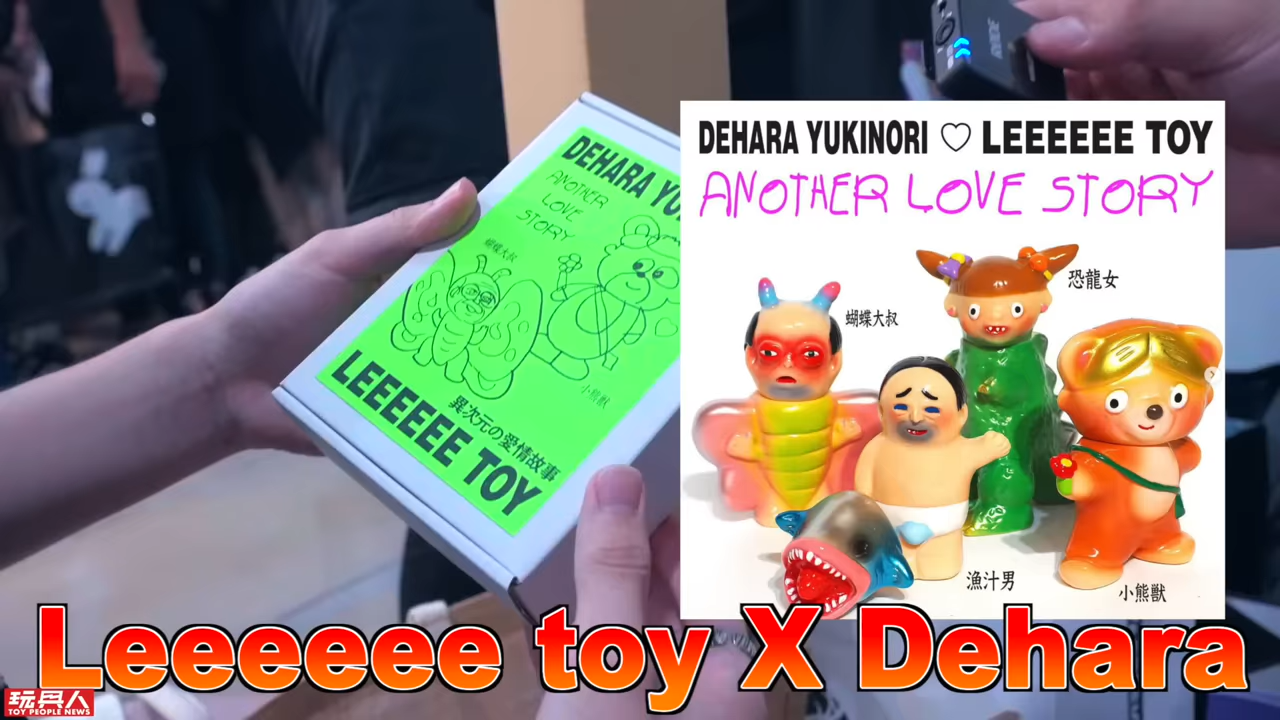 DEHARA YU
ANOTHER
LOVE
STORY
蝴蝶大叔
小熊獸
異次元の愛情故事
LEEEEEE TOY
DEHARA YUKINORI ♡ LEEEEEE TOY
ANOTHER LOVE STORY
恐龍女
蝴蝶大叔
漁汁男
小熊獸
Leeeeeee toy X Dehara
玩具人
TOY PEOPLE NEWS